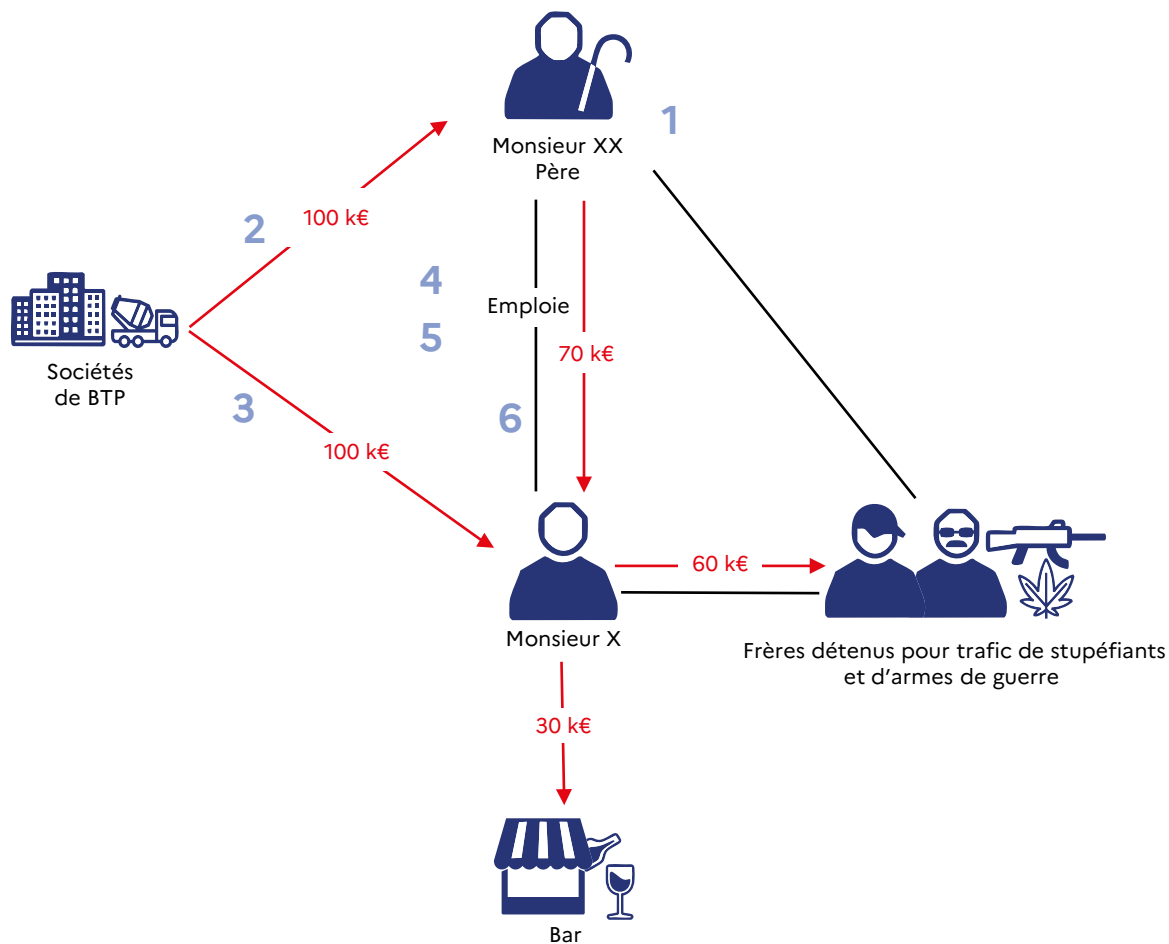 1
Monsieur XX
Père
2
100 k€
4
Emploie
5
70 k€
Sociétés
de BTP
3
6
100 k€
60 k€
Monsieur X
Frères détenus pour trafic de stupéfiants
et d’armes de guerre
30 k€
Bar